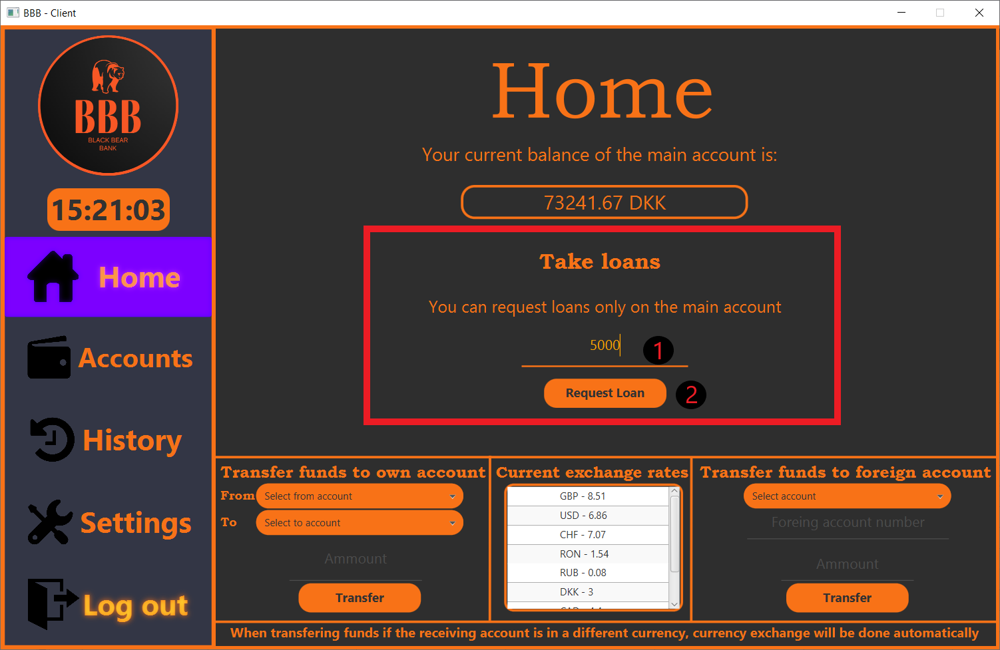 BBB - Client
BBB
BLACK BEAR
BANK
15:21:03
Home
Accounts
History
Settings
Log out
Home
Your current balance of the main account is:
73241.67 DKK
Take loans
You can request loans only on the main account
5000
1
Request Loan
2
Transfer funds to own account
From
Select from account
To
Select to account
Ammount
Transfer
Current exchange rates
GBP - 8.51
USD - 6.86
CHF - 7.07
RON - 1.54
RUB - 0.08
DKK - 3
Transfer funds to foreign account
Select account
Foreing account number
Ammount
Transfer
When transfering funds if the receiving account is in a different currency, currency exchange will be done automatically